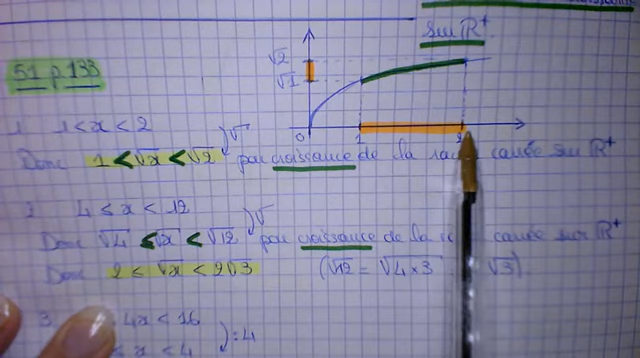 sur ℝ⁺
√2
√1
51 p.133
0 1 2
1. 1 < x < 2
√
Donc 1 < √x < √2 par croissance de la racine carrée sur ℝ⁺
2. 4 ≤ x < 12
√
Donc √4 ≤ √x < √12 par croissance de la carrée sur ℝ⁺
Donc 2 ≤ √x < 2√3 (√12 = √4×3 √3)
3. 4x < 16
: 4
≤ x < 4